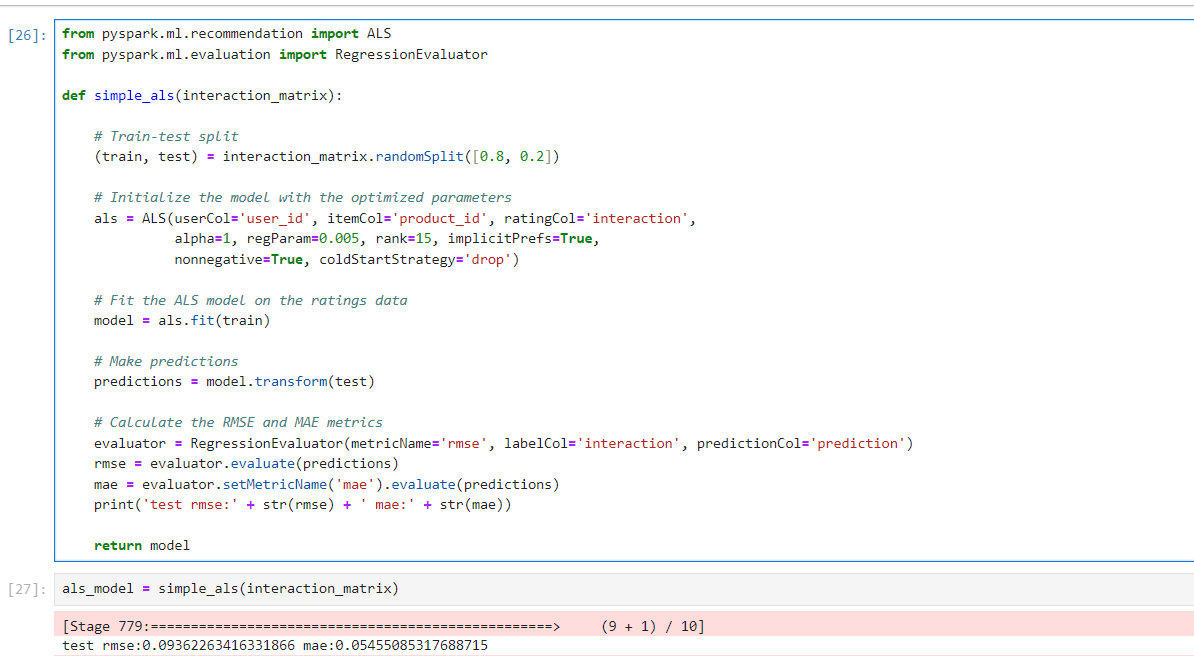 [26]: from pyspark.ml.recommendation import ALS
from pyspark.ml.evaluation import RegressionEvaluator
def simple_als(interaction_matrix):
# Train-test split
(train, test) = interaction_matrix.randomSplit([0.8, 0.2])
# Initialize the model with the optimized parameters
als = ALS(userCol='user_id', itemCol='product_id', ratingCol='interaction',
alpha=1, regParam=0.005, rank=15, implicitPrefs=True,
nonnegative=True, coldStartStrategy='drop')
# Fit the ALS model on the ratings data
model = als.fit(train)
# Make predictions
predictions = model.transform(test)
# Calculate the RMSE and MAE metrics
evaluator = RegressionEvaluator(metricName='rmse', labelCol='interaction', predictionCol='prediction')
rmse = evaluator.evaluate(predictions)
mae = evaluator.setMetricName('mae').evaluate(predictions)
print('test rmse:' + str(rmse) + ' mae:' + str(mae))
return model
[27]: als_model = simple_als(interaction_matrix)
[Stage 779:==================================================> (9 + 1) / 10]
test rmse:0.09362263416331866 mae:0.05455085317688715